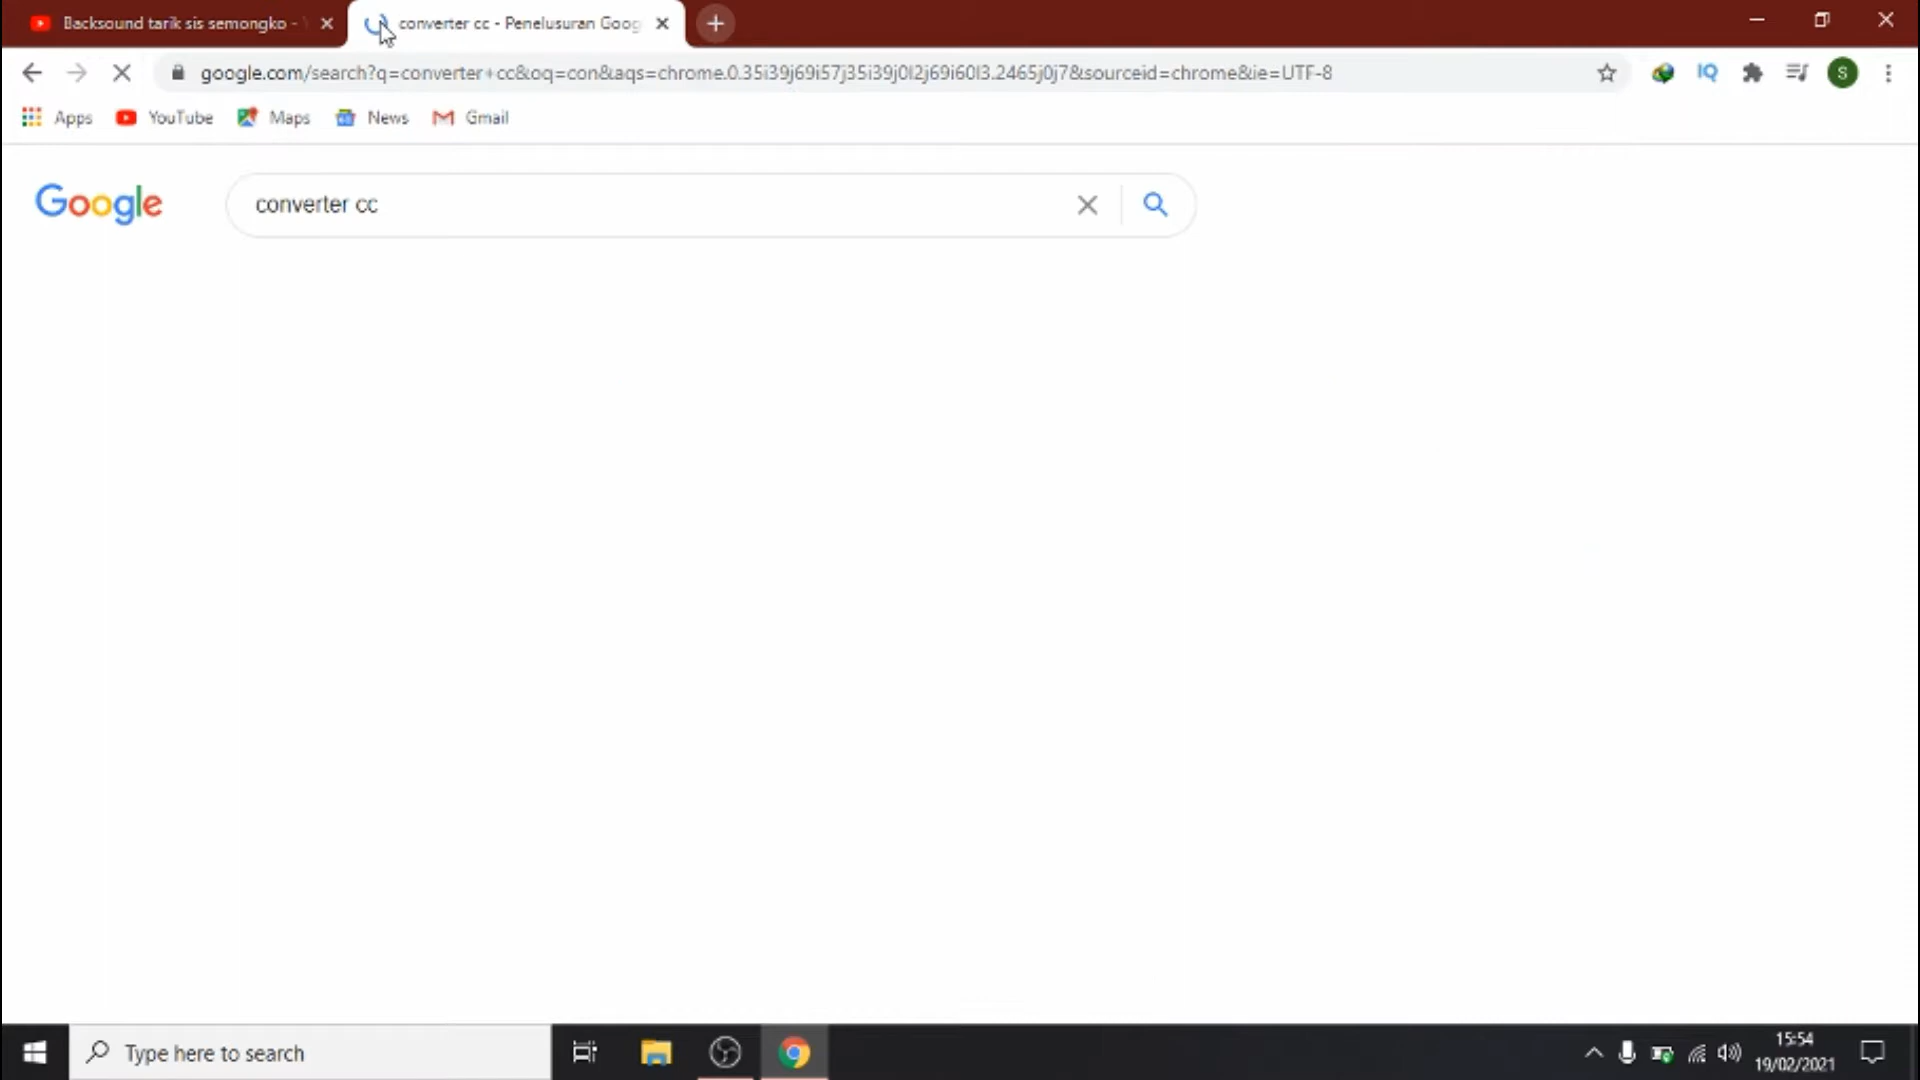 Backsound tarik sis semongko -
converter cc - Penelusuran Goog
google.com/search?q=converter+cc&oq=con&aqs=chrome.0.35i39j69i57j35i39j0l2j69i60l3.2465j0j7&sourceid=chrome&ie=UTF-8
IQ
S
Apps
YouTube
Maps
News
Gmail
Google
converter cc
Type here to search
15:54
19/02/2021